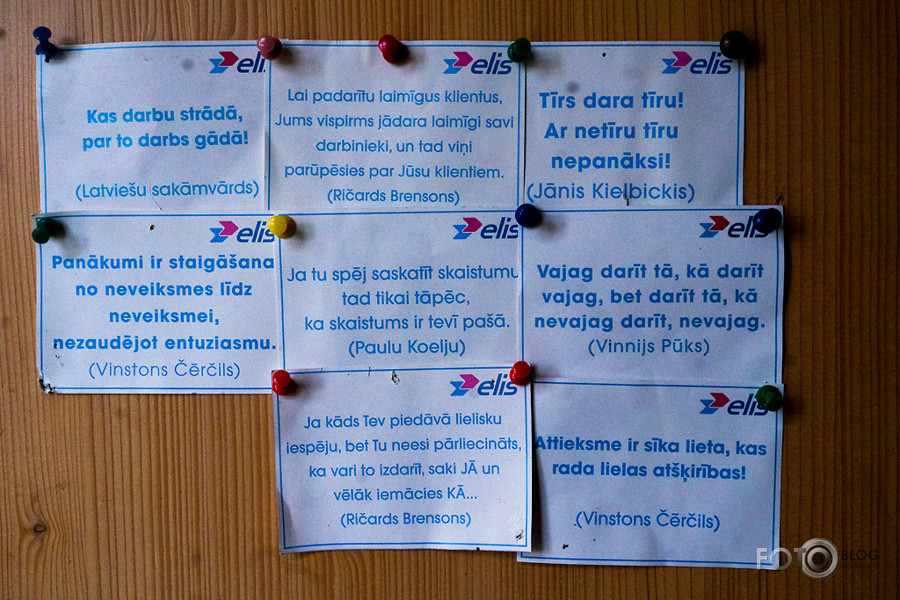 elis
Kas darbu strādā,
par to darbs gādā!
(Latviešu sakāmvārds)
elis
Lai padarītu laimīgus klientus,
Jums vispirms jādara laimīgi savi
darbinieki, un tad viņi
parūpēsies par Jūsu klientiem.
(Ričards Brensons)
elis
Tīrs dara tīru!
Ar netīru tīru
nepanāksi!
(Jānis Kielbickis)
elis
Panākumi ir staigāšana
no neveiksmes līdz
neveiksmei,
nezaudējot entuziasmu.
(Vinstons Čērčils)
elis
Ja tu spēj saskatīt skaistumu
tad tikai tāpēc,
ka skaistums ir tevī pašā.
(Paulu Koelju)
elis
Vajag darīt tā, kā darīt
vajag, bet darīt tā, kā
nevajag darīt, nevajag.
(Vinnijs Pūks)
elis
Ja kāds Tev piedāvā lielisku
iespēju, bet Tu neesi pārliecināts,
ka vari to izdarīt, saki JĀ un
vēlāk iemācies KĀ...
(Ričards Brensons)
elis
Attieksme ir sīka lieta, kas
rada lielas atšķirības!
(Vinstons Čērčils)
FOTO BLOG